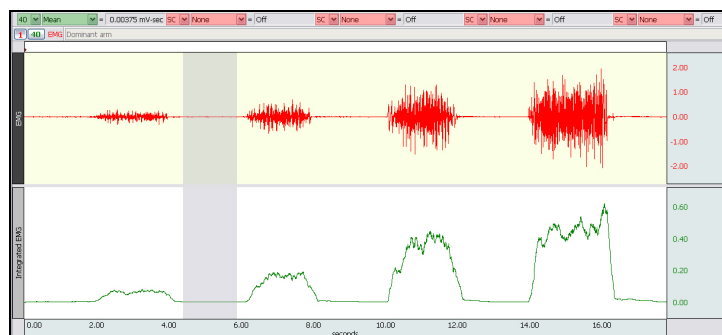 40 Mean = 0.00375 mV-sec SC None = Off SC None = Off SC None = Off SC None = Off
1 40 EMG Dominant arm
EMG
2.00
1.00
0.00
-1.00
-2.00
Integrated EMG
0.60
0.40
0.20
0.00
0.00 2.00 4.00 6.00 8.00 10.00 12.00 14.00 16.00
seconds